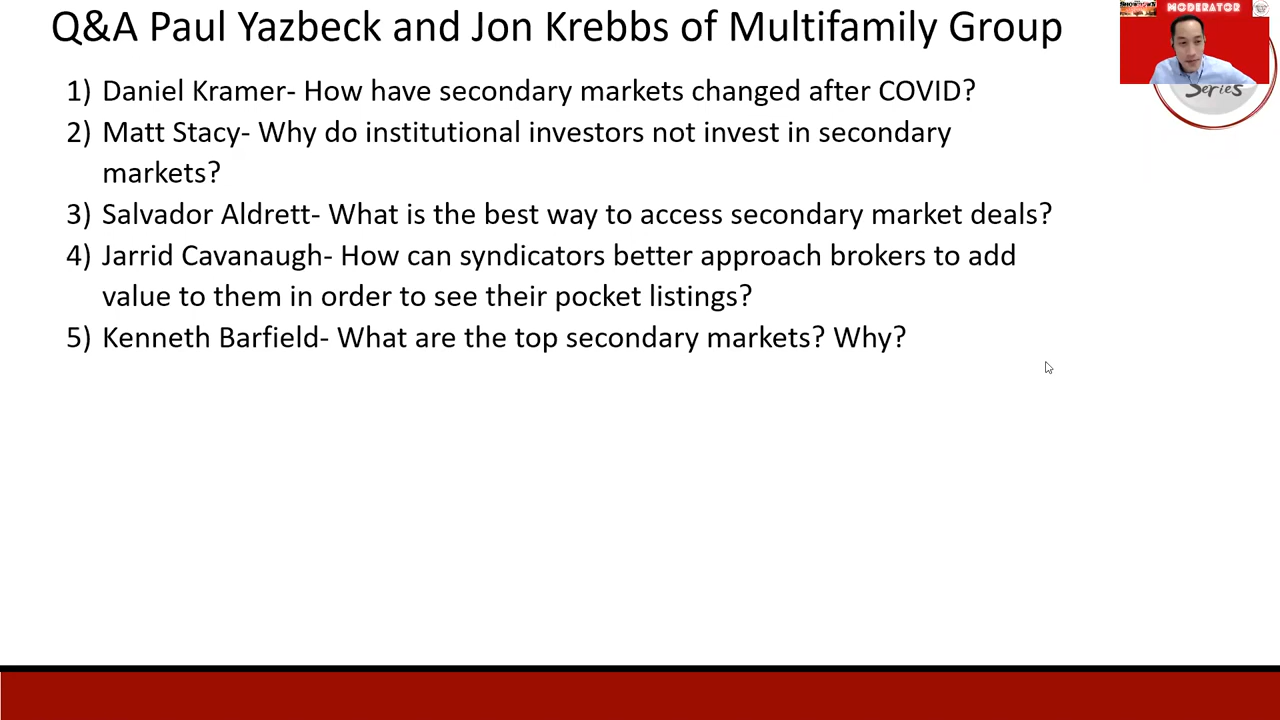 Q&A Paul Yazbeck and Jon Krebbs of Multifamily Group
MODERATOR
SHOWDOWN
Series
1) Daniel Kramer- How have secondary markets changed after COVID?
2) Matt Stacy- Why do institutional investors not invest in secondary
markets?
3) Salvador Aldrett- What is the best way to access secondary market deals?
4) Jarrid Cavanaugh- How can syndicators better approach brokers to add
value to them in order to see their pocket listings?
5) Kenneth Barfield- What are the top secondary markets? Why?